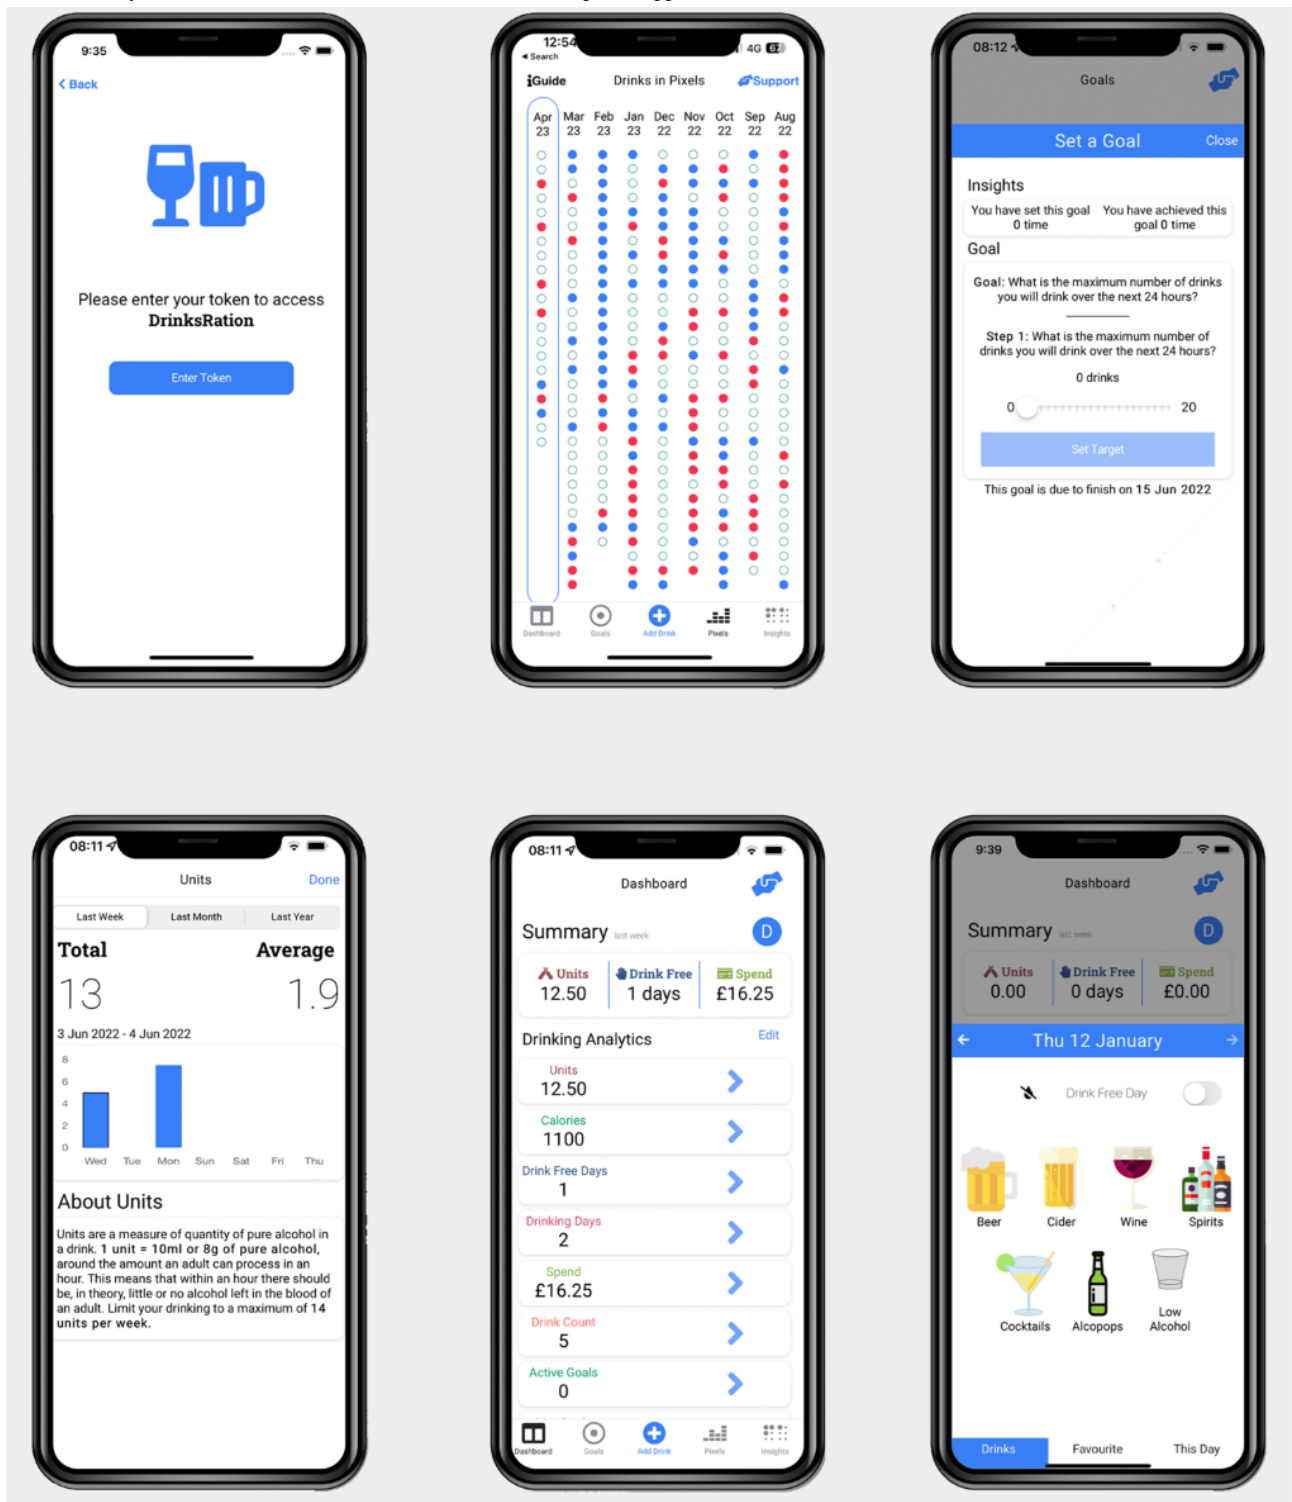 9:35
Back
Please enter your token to access
DrinksRation
Enter Token
12:54
Search
4G 62
iGuide
Drinks in Pixels
Support
Apr Mar Feb Jan Dec Nov Oct Sep Aug
23 23 23 23 22 22 22 22 22
Dashboard Goals Add Drink Pixels Insights
08:12
Goals
Set a Goal
Close
Insights
You have set this goal
0 time
You have achieved this
goal 0 time
Goal
Goal: What is the maximum number of drinks
you will drink over the next 24 hours?
Step 1: What is the maximum number of
drinks you will drink over the next 24 hours?
0 drinks
0 20
Set Target
This goal is due to finish on 15 Jun 2022
08:11
Units
Done
Last Week Last Month Last Year
Total Average
13 1.9
3 Jun 2022 - 4 Jun 2022
8
6
4
2
0
Wed Tue Mon Sun Sat Fri Thu
About Units
Units are a measure of quantity of pure alcohol in
a drink. 1 unit = 10ml or 8g of pure alcohol,
around the amount an adult can process in an
hour. This means that within an hour there should
be, in theory, little or no alcohol left in the blood of
an adult. Limit your drinking to a maximum of 14
units per week.
08:11
Dashboard
Summary last week
D
Units Drink Free Spend
12.50 1 days £16.25
Drinking Analytics Edit
Units
12.50
Calories
1100
Drink Free Days
1
Drinking Days
2
Spend
£16.25
Drink Count
5
Active Goals
0
Dashboard Goals Add Drink Pixels Insights
9:39
Dashboard
Summary last week
D
Units Drink Free Spend
0.00 0 days £0.00
Thu 12 January
Drink Free Day
Beer Cider Wine Spirits
Cocktails Alcopops Low
Alcohol
Drinks Favourite This Day